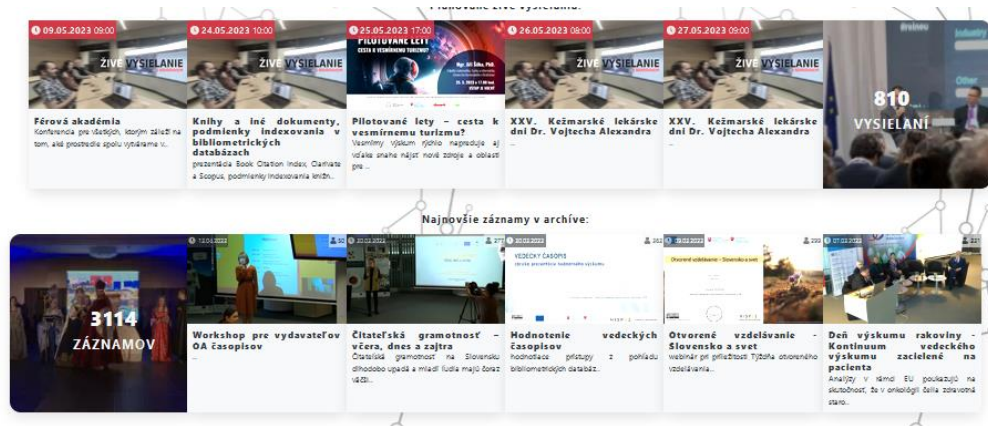 Plánované živé vysielania:
09.05.2023 09:00
ŽIVÉ VYSIELANIE
Férová akadémia
Konferencia pre všetkých, ktorým záleží na
tom, aké prostredie spolu vytvárame v..
24.05.2023 10:00
ŽIVÉ VYSIELANIE
Knihy a iné dokumenty,
podmienky indexovania v
bibliometrických
databázach
prezentácia Book Citation Index, Clarivate
a Scopus, podmienky indexovania knižn..
25.05.2023 17:00
PILOTOVANÉ LETY
CESTA K VESMÍRNEMU TURIZMU?
Pilotované lety – cesta k
vesmírnemu turizmu?
Vesmírny výskum rýchlo napreduje aj
vďaka snahe nájsť nové zdroje a oblasti
pre ..
26.05.2023 08:00
ŽIVÉ VYSIELANIE
XXV. Kežmarské lekárske
dni Dr. Vojtecha Alexandra
..
27.05.2023 09:00
ŽIVÉ VYSIELANIE
XXV. Kežmarské lekárske
dni Dr. Vojtecha Alexandra
..
Industry
Other
810
VYSIELANÍ
Najnovšie záznamy v archíve:
3114
ZÁZNAMOV
Workshop pre vydavateľov
OA časopisov
..
Čitateľská gramotnosť –
včera, dnes a zajtra
Čitateľská gramotnosť na Slovensku
dlhodobo upadá a mladí ľudia majú čoraz
väčši..
VEDECKÝ ČASOPIS
Hodnotenie vedeckých
časopisov
hodnotiace prístupy z pohľadu
bibliometrických databáz..
Otvorené vzdelávanie - Slovensko a svet
Otvorené vzdelávanie -
Slovensko a svet
webinár pri príležitosti Týždňa otvoreného
vzdelávania..
Deň výskumu rakoviny -
Kontinuum vedeckého
výskumu zacielené na
pacienta
Analýzy v rámci EU poukazujú na
skutočnosť, že v onkológii čelia zdravotná
staro..